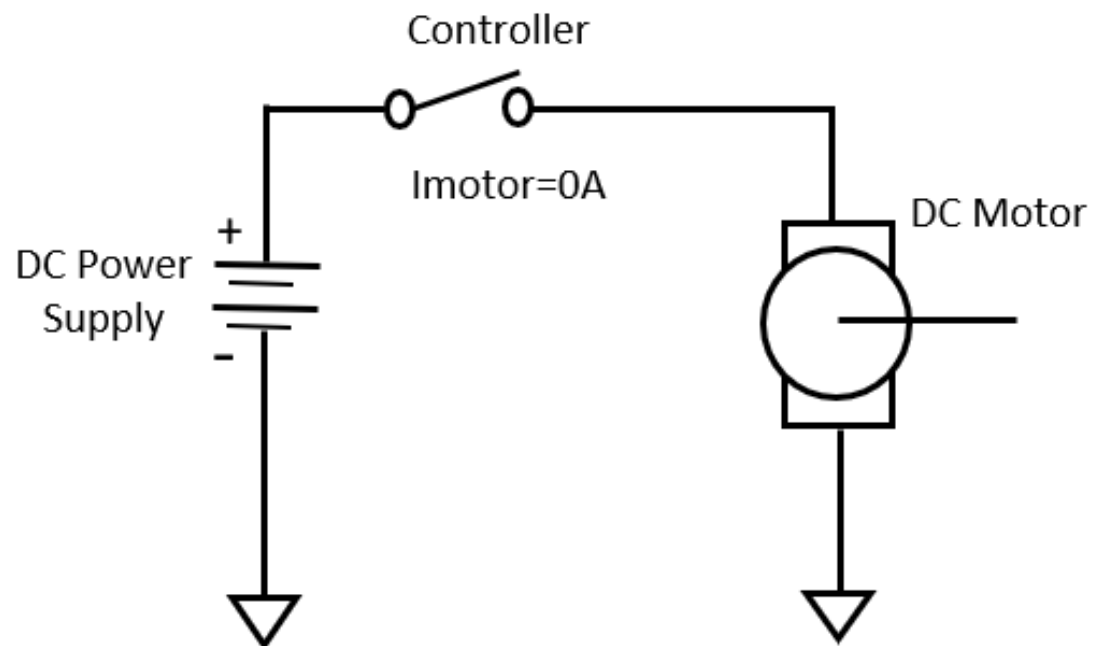 Controller
Imotor=0A
DC Motor
+
DC Power
Supply
-